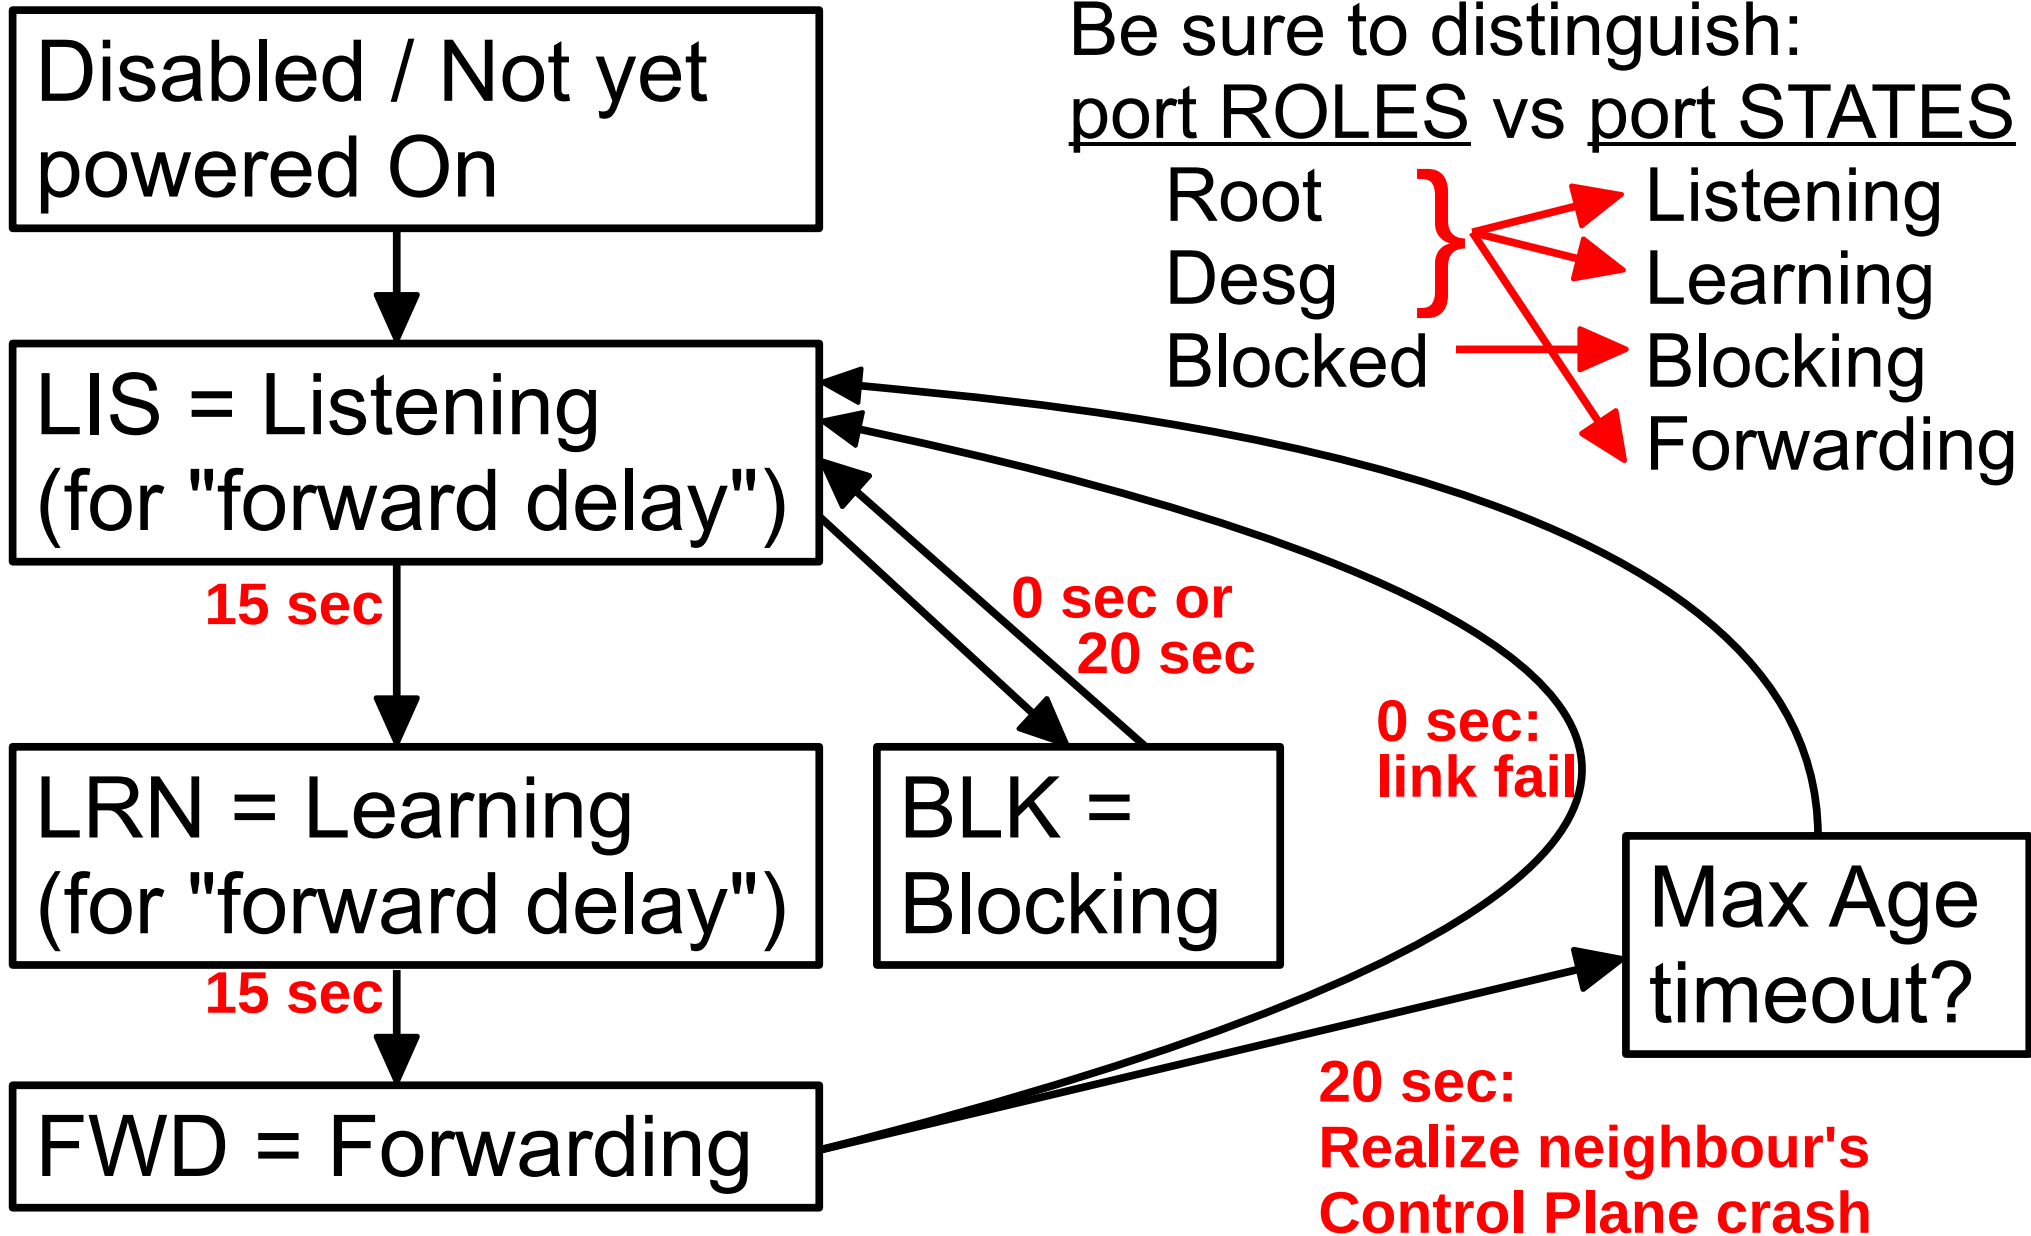 Disabled / Not yet
powered On
Be sure to distinguish:
port ROLES vs port STATES
Root
Desg
Blocked
Listening
Learning
Blocking
Forwarding
LIS = Listening
(for "forward delay")
15 sec
0 sec or
20 sec
0 sec:
link fail
LRN = Learning
(for "forward delay")
BLK =
Blocking
Max Age
timeout?
15 sec
FWD = Forwarding
20 sec:
Realize neighbour's
Control Plane crash